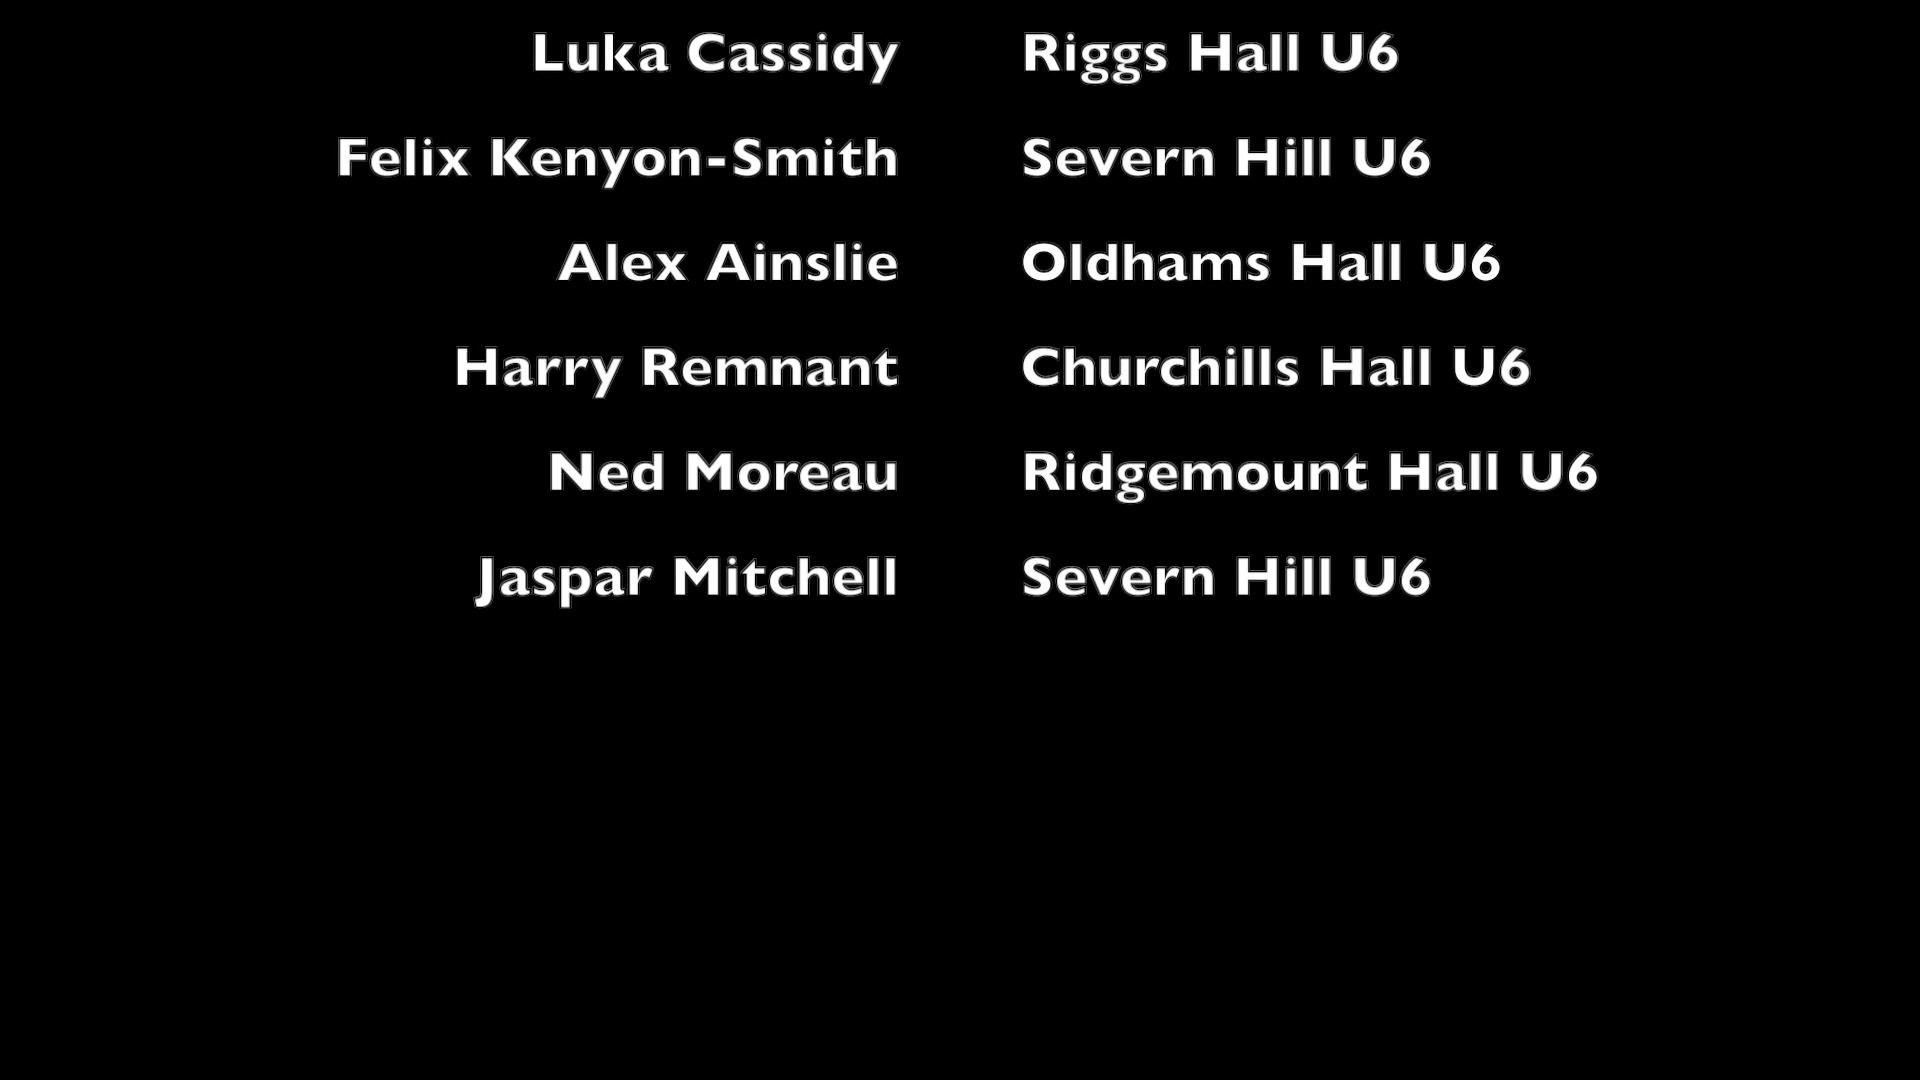 Luka Cassidy Riggs Hall U6
Felix Kenyon-Smith Severn Hill U6
Alex Ainslie Oldhams Hall U6
Harry Remnant Churchills Hall U6
Ned Moreau Ridgemount Hall U6
Jaspar Mitchell Severn Hill U6